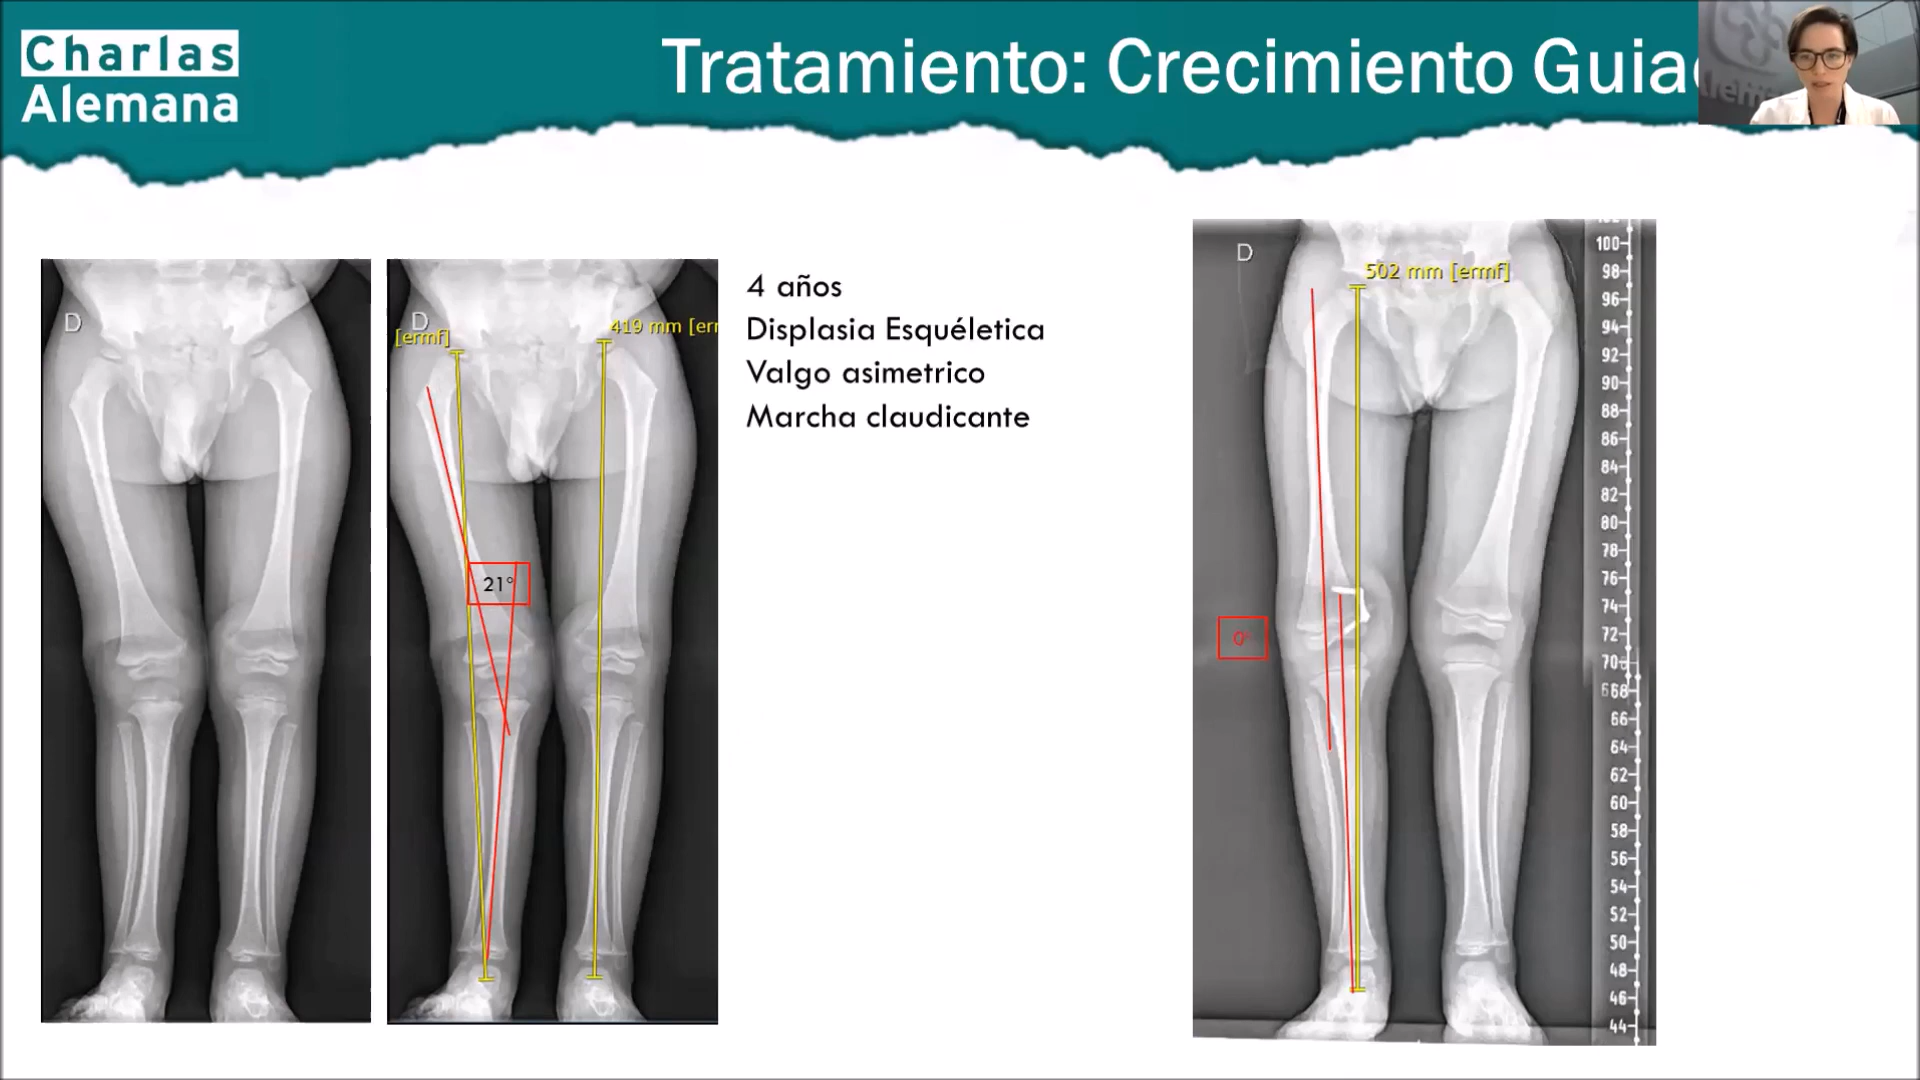 Charlas
Alemana
Tratamiento: Crecimiento Guia
D
D
[ermf]
419 mm [err
21°
4 años
Displasia Esquéletica
Valgo asimetrico
Marcha claudicante
D
502 mm [ermf]
0°
100
98
96
94
92
90
88
86
84
82
80
78
76
74
72
70
68
66
64
62
60
58
56
54
52
50
48
46
44